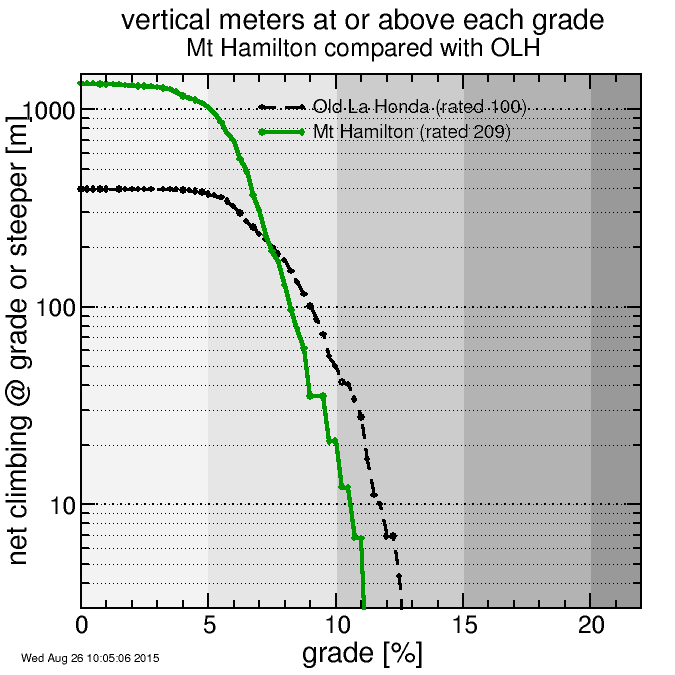 vertical meters at or above each grade
Mt Hamilton compared with OLH
net climbing @ grade or steeper [m]
1000
100
10
Old La Honda (rated 100)
Mt Hamilton (rated 209)
0 5 10 15 20
grade [%]
Wed Aug 26 10:05:06 2015